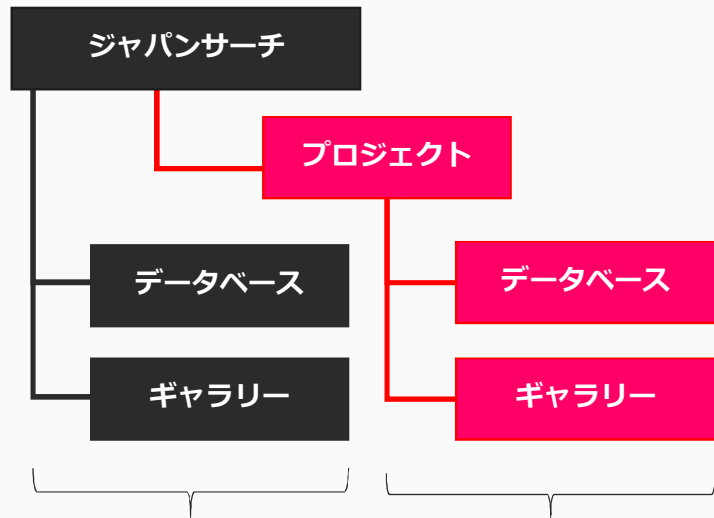 ジャパンサーチ
プロジェクト
データベース
データベース
ギャラリー
ギャラリー